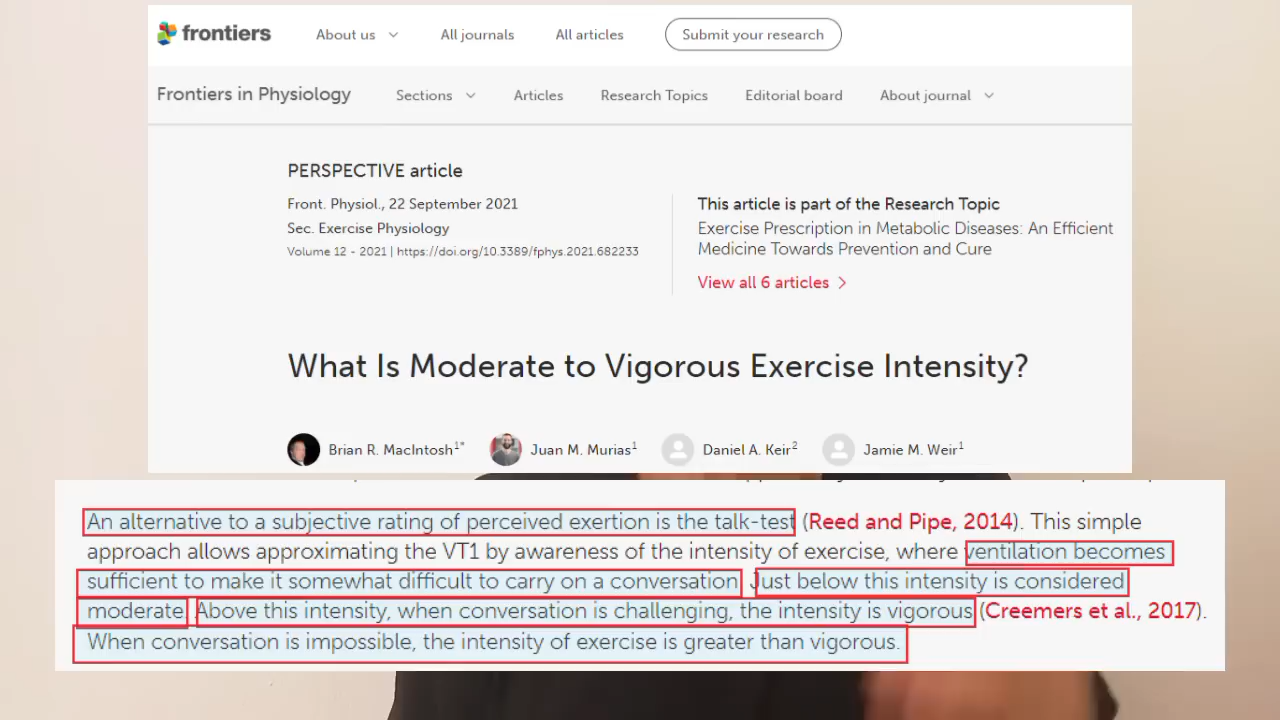 frontiers
About us
All journals
All articles
Submit your research
Frontiers in Physiology
Sections
Articles
Research Topics
Editorial board
About journal
PERSPECTIVE article
Front. Physiol., 22 September 2021
Sec. Exercise Physiology
Volume 12 - 2021 | https://doi.org/10.3389/fphys.2021.682233
This article is part of the Research Topic
Exercise Prescription in Metabolic Diseases: An Efficient
Medicine Towards Prevention and Cure
View all 6 articles
What Is Moderate to Vigorous Exercise Intensity?
Brian R. MacIntosh1* Juan M. Murias1 Daniel A. Keir2 Jamie M. Weir1
An alternative to a subjective rating of perceived exertion is the talk-test (Reed and Pipe, 2014). This simple
approach allows approximating the VT1 by awareness of the intensity of exercise, where ventilation becomes
sufficient to make it somewhat difficult to carry on a conversation. Just below this intensity is considered
moderate. Above this intensity, when conversation is challenging, the intensity is vigorous (Creemers et al., 2017).
When conversation is impossible, the intensity of exercise is greater than vigorous.